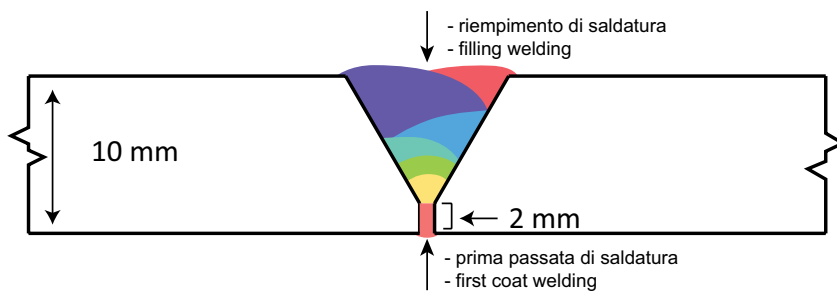 - riempimento di saldatura
- filling welding
10 mm
2 mm
- prima passata di saldatura
- first coat welding